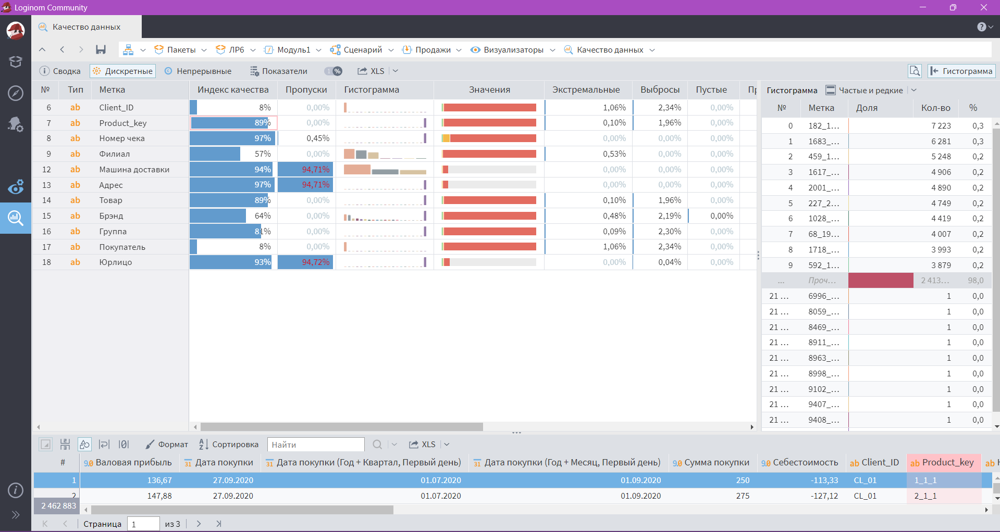 Loginom Community
Качество данных
Пакеты ЛР6 Модуль1 Сценарий Продажи Визуализаторы Качество данных
Сводка Дискретные Непрерывные Показатели 1 % XLS Гистограмма
№ Тип Метка Индекс качества Пропуски Гистограмма Значения Экстремальные Выбросы Пустые
6 ab Client_ID 8% 0,00% 1,06% 2,34% 0,00%
7 ab Product_key 89% 0,00% 0,10% 1,96% 0,00%
8 ab Номер чека 97% 0,45% 0,00% 0,00% 0,00%
9 ab Филиал 57% 0,00% 0,53% 0,00% 0,00%
12 ab Машина доставки 94% 94,71% 0,00% 0,00% 0,00%
13 ab Адрес 97% 94,71% 0,00% 0,00% 0,00%
14 ab Товар 89% 0,00% 0,10% 1,96% 0,00%
15 ab Брэнд 64% 0,00% 0,48% 2,19% 0,00%
16 ab Группа 81% 0,00% 0,09% 2,30% 0,00%
17 ab Покупатель 8% 0,00% 1,06% 2,34% 0,00%
18 ab Юрлицо 93% 94,72% 0,00% 0,04% 0,00%
Гистограмма Частые и редкие
№ Метка Доля Кол-во %
0 182_1... 7 223 0,3
1 1683_... 6 281 0,3
2 459_1... 5 248 0,2
3 1617_... 4 906 0,2
4 2001_... 4 890 0,2
5 227_2... 4 749 0,2
6 1028_... 4 419 0,2
7 68_19... 4 007 0,2
8 1718_... 3 993 0,2
9 592_1... 3 879 0,2
... Проч... 2 413... 98,0
21 ... 6996_... 1 0,0
21 ... 8059_... 1 0,0
21 ... 8469_... 1 0,0
21 ... 8911_... 1 0,0
21 ... 8963_... 1 0,0
21 ... 8998_... 1 0,0
21 ... 9102_... 1 0,0
21 ... 9407_... 1 0,0
21 ... 9408_... 1 0,0
Формат Сортировка Найти XLS
# 9.0 Валовая прибыль 31 Дата покупки 31 Дата покупки (Год + Квартал, Первый день) 31 Дата покупки (Год + Месяц, Первый день) 9.0 Сумма покупки 9.0 Себестоимость ab Client_ID ab Product_key ab
1 136,67 27.09.2020 01.07.2020 01.09.2020 250 -113,33 CL_01 1_1_1
2 147,88 27.09.2020 01.07.2020 01.09.2020 275 -127,12 CL_01 2_1_1
2 462 883
Страница 1 из 3